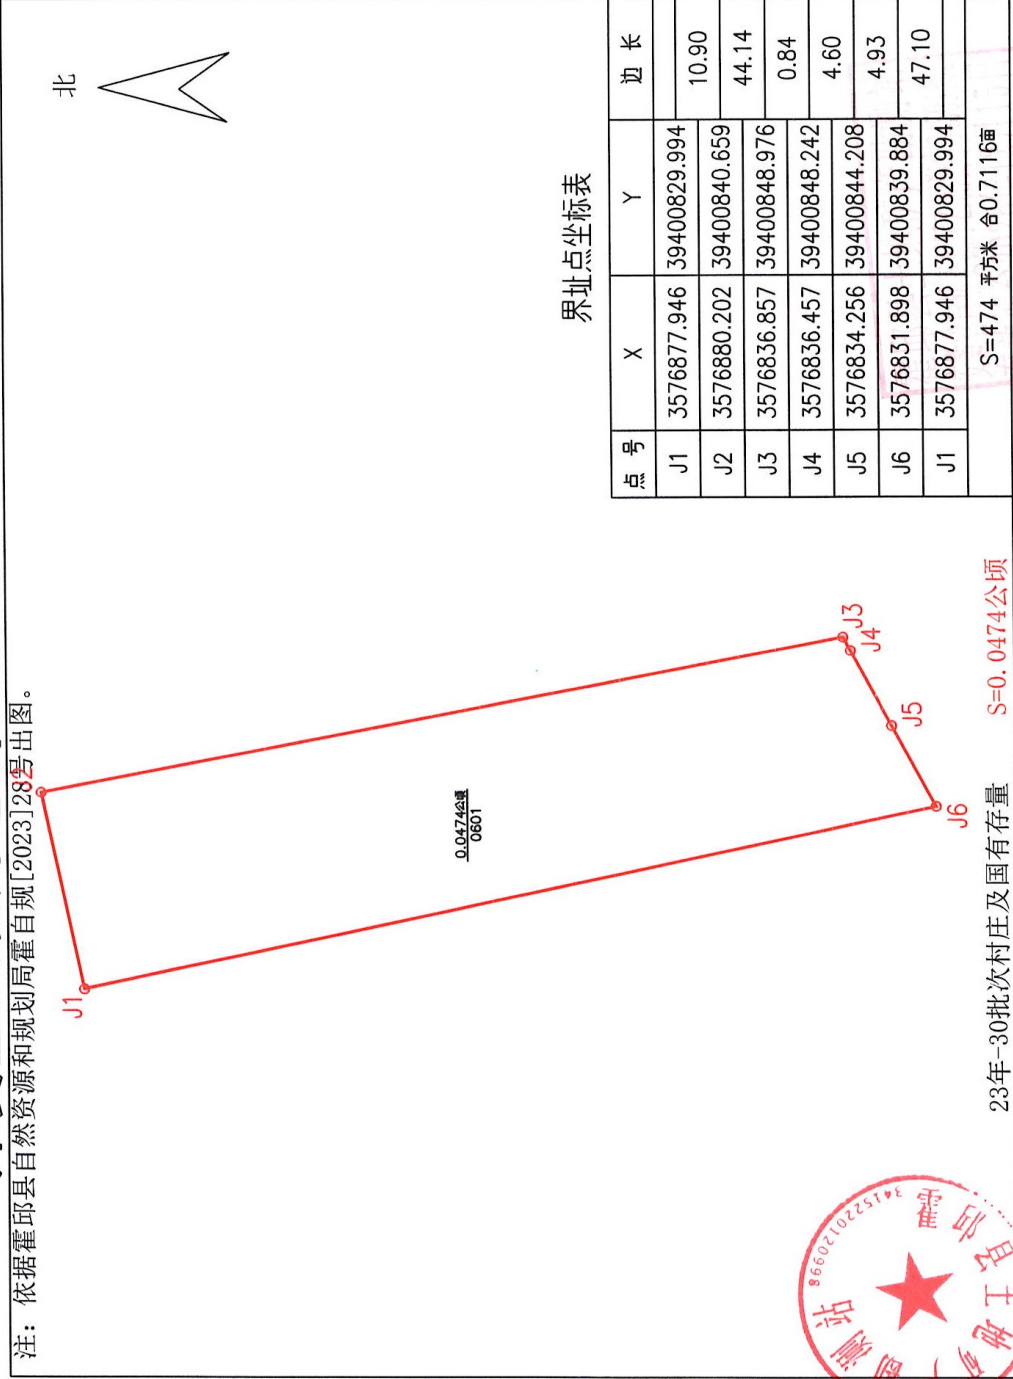 注：依据霍邱县自然资源和规划局霍自规[2023]28号出图。
北
J1
J2
J3
J4
J5
J6
0.0474公顷
0601
界址点坐标表
点 号 X Y 边 长
J1 3576877.946 39400829.994
10.90
J2 3576880.202 39400840.659
44.14
J3 3576836.857 39400848.976
0.84
J4 3576836.457 39400848.242
4.60
J5 3576834.256 39400844.208
4.93
J6 3576831.898 39400839.884
47.10
J1 3576877.946 39400829.994
S=474 平方米 合0.7116亩
23年-30批次村庄及国有存量 S=0.0474公顷
霍邱县土地
测站
3415220120998